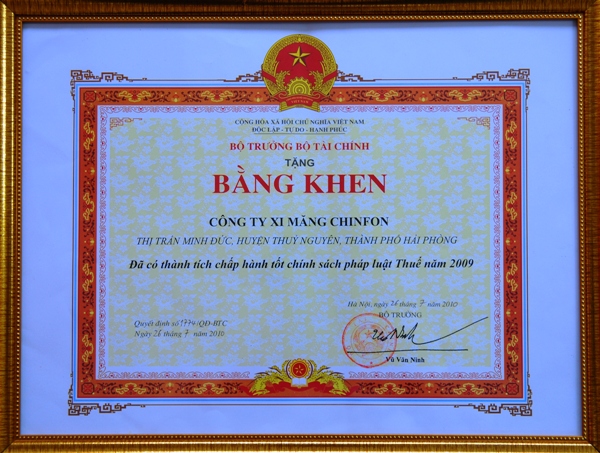 CỘNG HÒA XÃ HỘI CHỦ NGHĨA VIỆT NAM
ĐỘC LẬP - TỰ DO - HẠNH PHÚC
BỘ TRƯỞNG BỘ TÀI CHÍNH
TẶNG
BẰNG KHEN
CÔNG TY XI MĂNG CHINFON
THỊ TRẤN MINH ĐỨC, HUYỆN THUỶ NGUYÊN, THÀNH PHỐ HẢI PHÒNG
Đã có thành tích chấp hành tốt chính sách pháp luật Thuế năm 2009
Hà Nội, ngày 26 tháng 7 năm 2010
BỘ TRƯỞNG
Quyết định số 1774/QĐ-BTC
Ngày 26 tháng 7 năm 2010
Vũ Văn Ninh